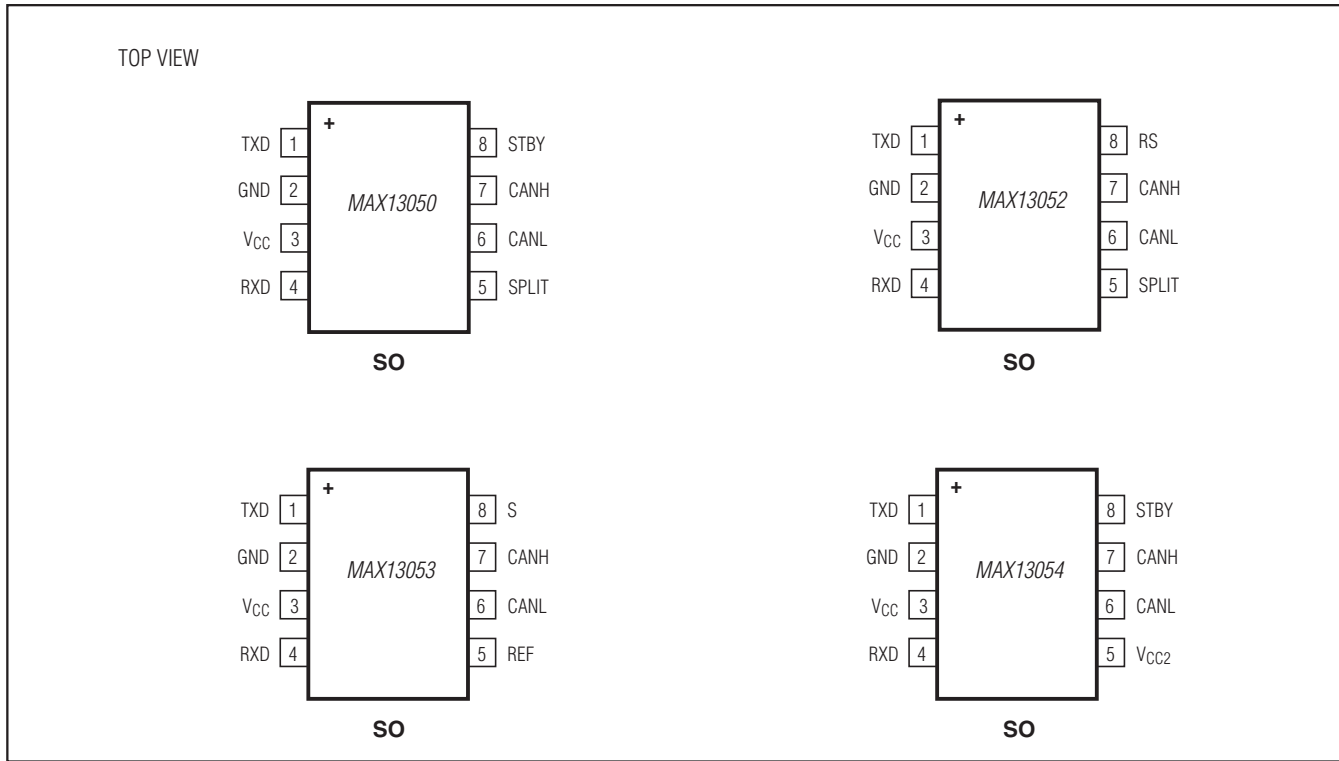 TOP VIEW
+
TXD 1 8 STBY
GND 2 7 CANH
MAX13050
VCC 3 6 CANL
RXD 4 5 SPLIT
SO
+
TXD 1 8 RS
GND 2 7 CANH
MAX13052
VCC 3 6 CANL
RXD 4 5 SPLIT
SO
+
TXD 1 8 S
GND 2 7 CANH
MAX13053
VCC 3 6 CANL
RXD 4 5 REF
SO
+
TXD 1 8 STBY
GND 2 7 CANH
MAX13054
VCC 3 6 CANL
RXD 4 5 VCC2
SO